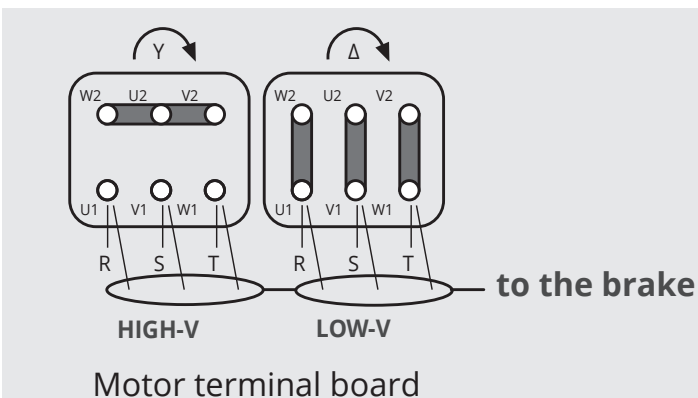 Y Δ
W2 U2 V2 W2 U2 V2
U1 V1 W1 U1 V1 W1
R S T R S T
to the brake
HIGH-V LOW-V
Motor terminal board